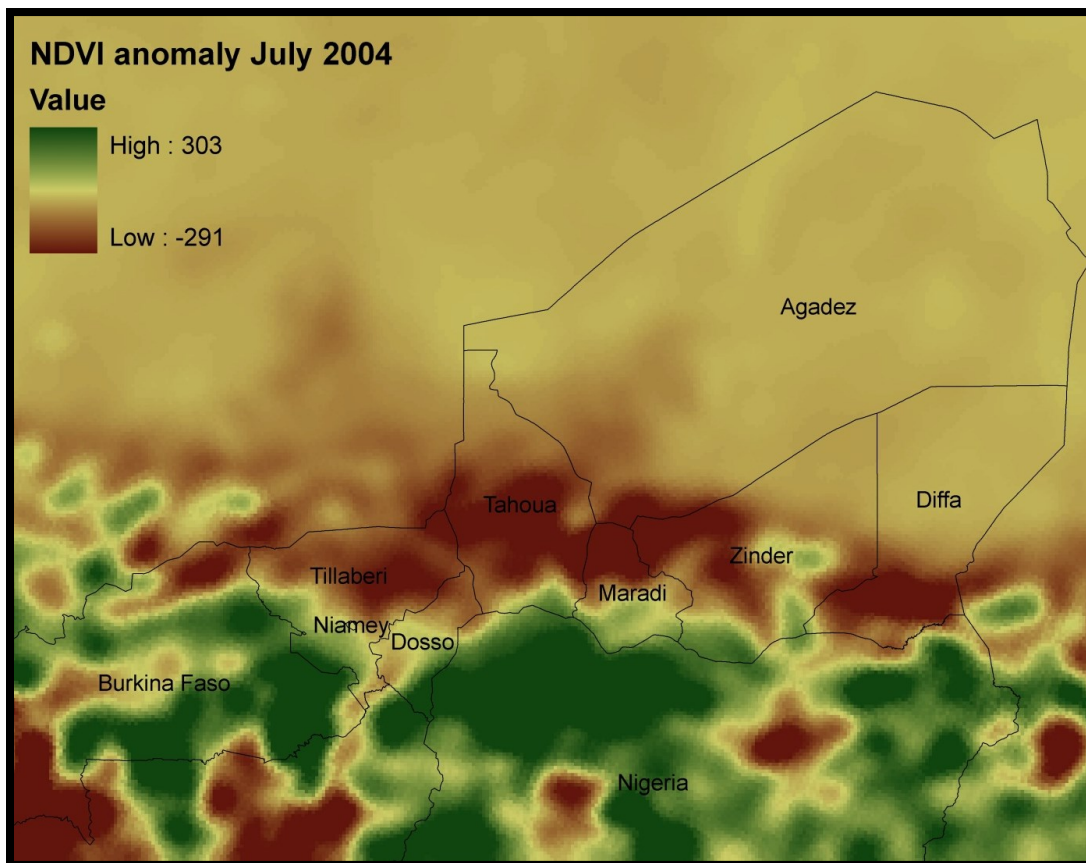 NDVI anomaly July 2004
Value
High : 303
Low : -291
Agadez
Tahoua
Diffa
Zinder
Tillaberi
Maradi
Niamey
Dosso
Burkina Faso
Nigeria